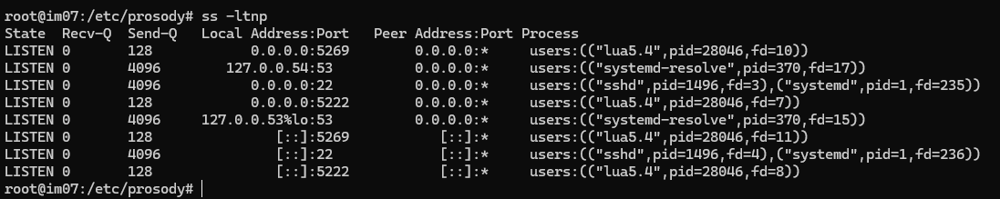 root@im07:/etc/prosody# ss -ltnp
State  Recv-Q  Send-Q   Local Address:Port   Peer Address:Port Process
LISTEN 0       128            0.0.0.0:5269        0.0.0.0:*     users:(("lua5.4",pid=28046,fd=10))
LISTEN 0       4096        127.0.0.54:53          0.0.0.0:*     users:(("systemd-resolve",pid=370,fd=17))
LISTEN 0       4096           0.0.0.0:22          0.0.0.0:*     users:(("sshd",pid=1496,fd=3),("systemd",pid=1,fd=235))
LISTEN 0       128            0.0.0.0:5222        0.0.0.0:*     users:(("lua5.4",pid=28046,fd=7))
LISTEN 0       4096     127.0.0.53%lo:53          0.0.0.0:*     users:(("systemd-resolve",pid=370,fd=15))
LISTEN 0       128               [::]:5269           [::]:*     users:(("lua5.4",pid=28046,fd=11))
LISTEN 0       4096              [::]:22             [::]:*     users:(("sshd",pid=1496,fd=4),("systemd",pid=1,fd=236))
LISTEN 0       128               [::]:5222           [::]:*     users:(("lua5.4",pid=28046,fd=8))
root@im07:/etc/prosody#